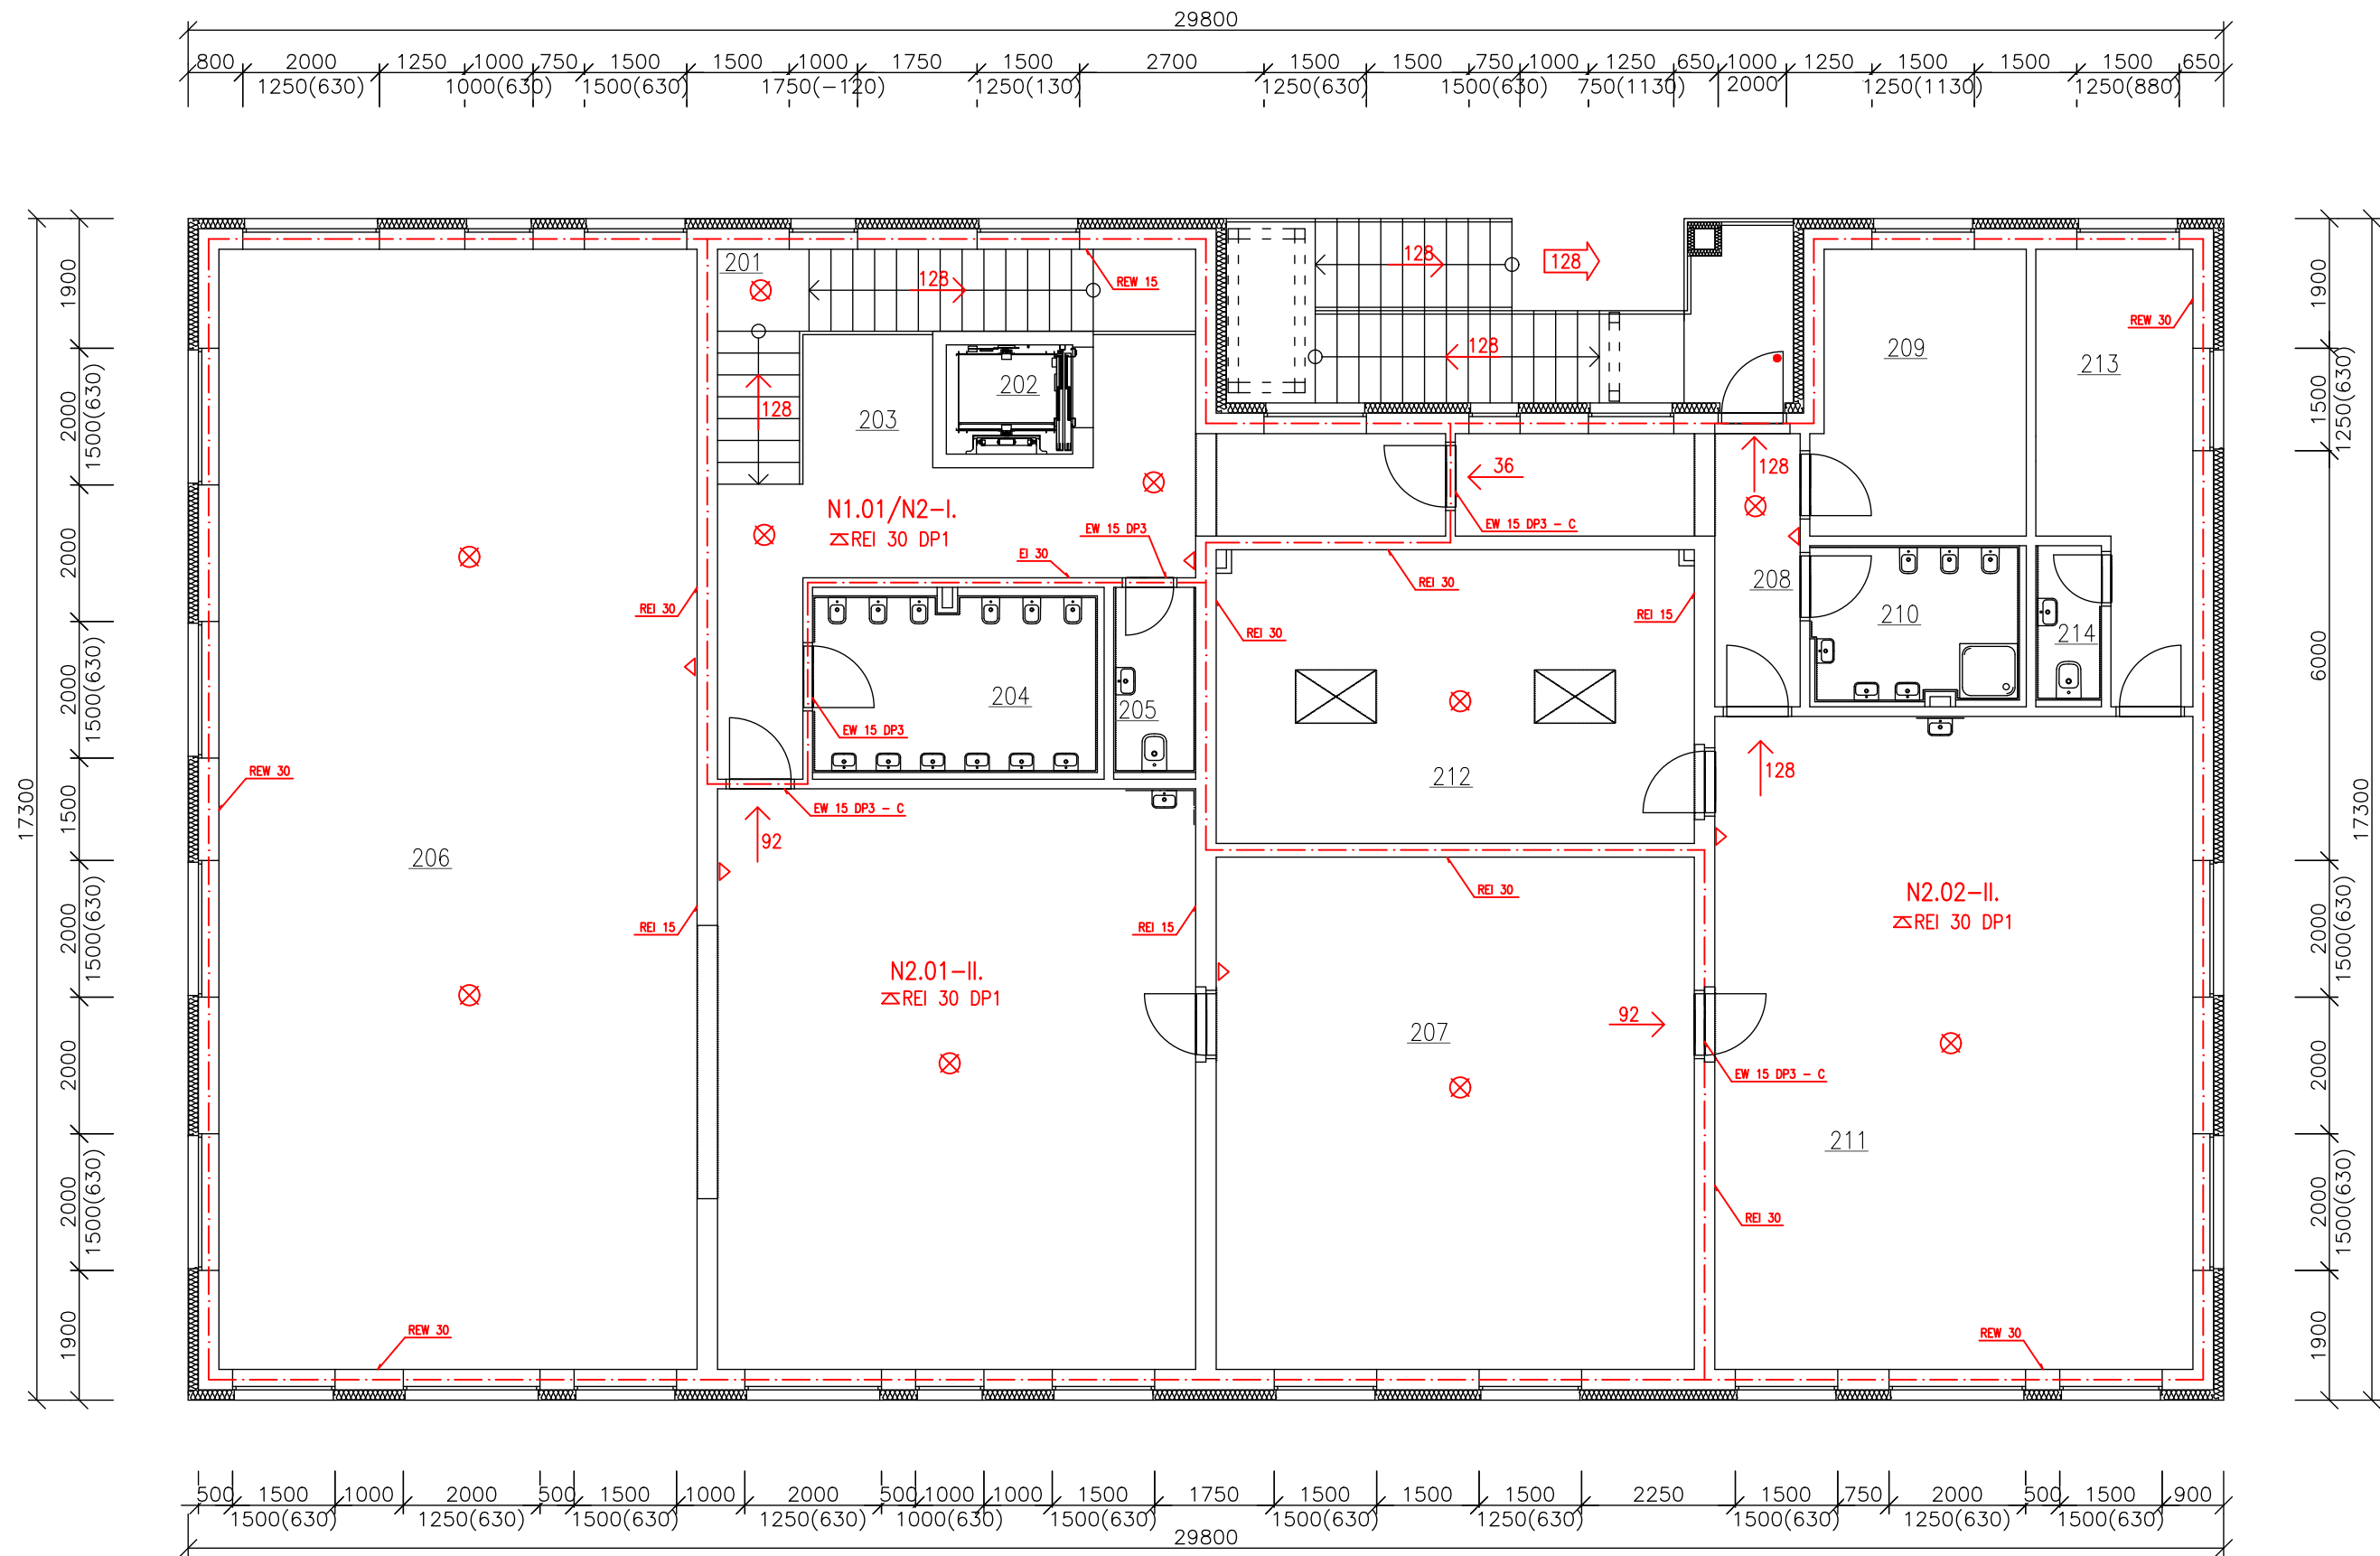 29800
800 2000 1250 1000 750 1500 1500 1000 1750 1500 2700 1500 1500 750 1000 1250 650 1000 1250 1500 1500 1500 650
1250(630) 1000(630) 1500(630) 1750(-120) 1250(130) 1250(630) 1500(630) 750(1130) 2000 1250(1130) 1250(880)
17300
1900
2000
1500(630)
2000
2000
1500(630)
1500
2000
1500(630)
2000
2000
1500(630)
1900
201
128
REW 15
128
128
128
128
202
203
209
213
REW 30
36
128
N1.01/N2-I.
REI 30 DP1
EW 15 DP3
EI 30
EW 15 DP3 - C
REI 30
REI 30
REI 30
REI 15
208
210
214
204
205
EW 15 DP3
REW 30
212
128
EW 15 DP3 - C
92
206
REI 30
N2.02-II.
REI 30 DP1
REI 15
REI 15
N2.01-II.
REI 30 DP1
92
207
EW 15 DP3 - C
211
REI 30
REW 30
REW 30
1900
1500
1250(630)
6000
2000
1500(630)
2000
2000
1500(630)
1900
17300
500 1500 1000 2000 500 1500 1000 2000 500 1000 1000 1500 1750 1500 1500 1500 2250 1500 750 2000 500 1500 900
1500(630) 1250(630) 1500(630) 1250(630) 1000(630) 1500(630) 1500(630) 1250(630) 1500(630) 1250(630) 1500(630)
29800